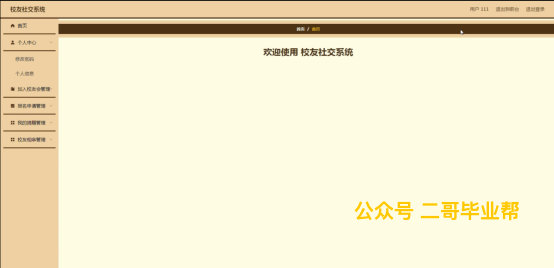 校友社交系统
用户 111 退出到前台 退出登录
首页
首页 / 首页
个人中心
欢迎使用 校友社交系统
修改密码
个人信息
加入校友会管理
报名申请管理
我的捐赠管理
校友相册管理
公众号 二哥毕业帮